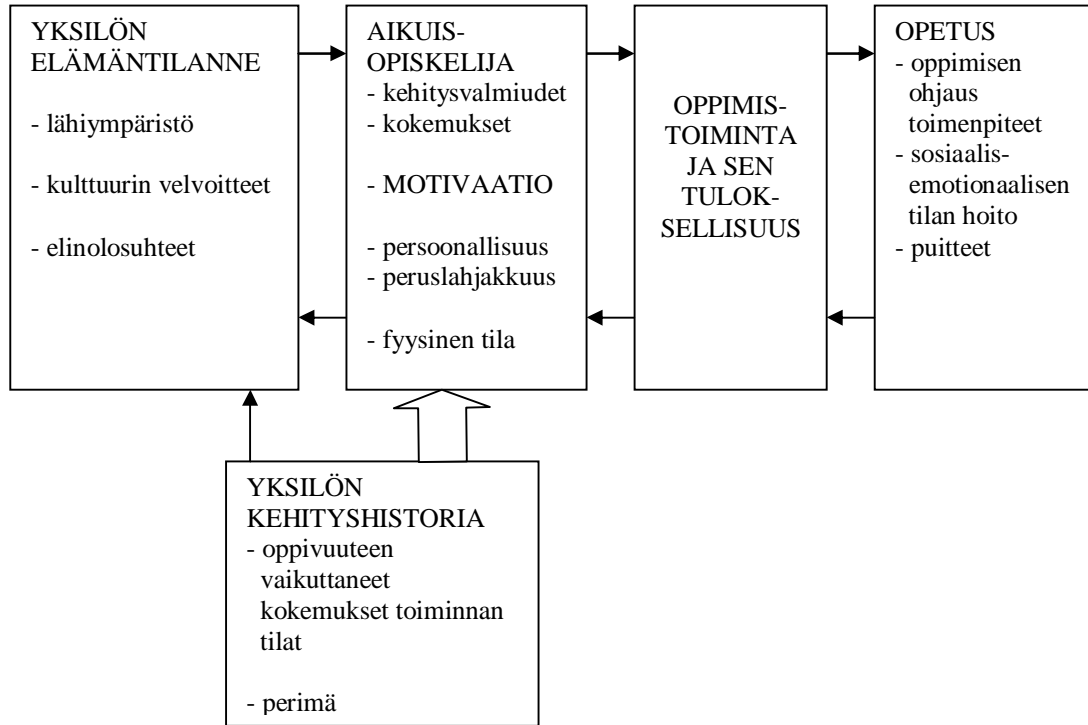 YKSILÖN
ELÄMÄNTILANNE
- lähiympäristö
- kulttuurin velvoitteet
- elinolosuhteet
AIKUIS-
OPISKELIJA
- kehitysvalmiudet
- kokemukset
- MOTIVAATIO
- persoonallisuus
- peruslahjakkuus
- fyysinen tila
OPPIMIS-
TOIMINTA
JA SEN
TULOK-
SELLISUUS
OPETUS
- oppimisen
ohjaus
toimenpiteet
- sosiaalis-
emotionaalisen
tilan hoito
- puitteet
YKSILÖN
KEHITYSHISTORIA
- oppivuuteen
vaikuttaneet
kokemukset toiminnan
tilat
- perimä